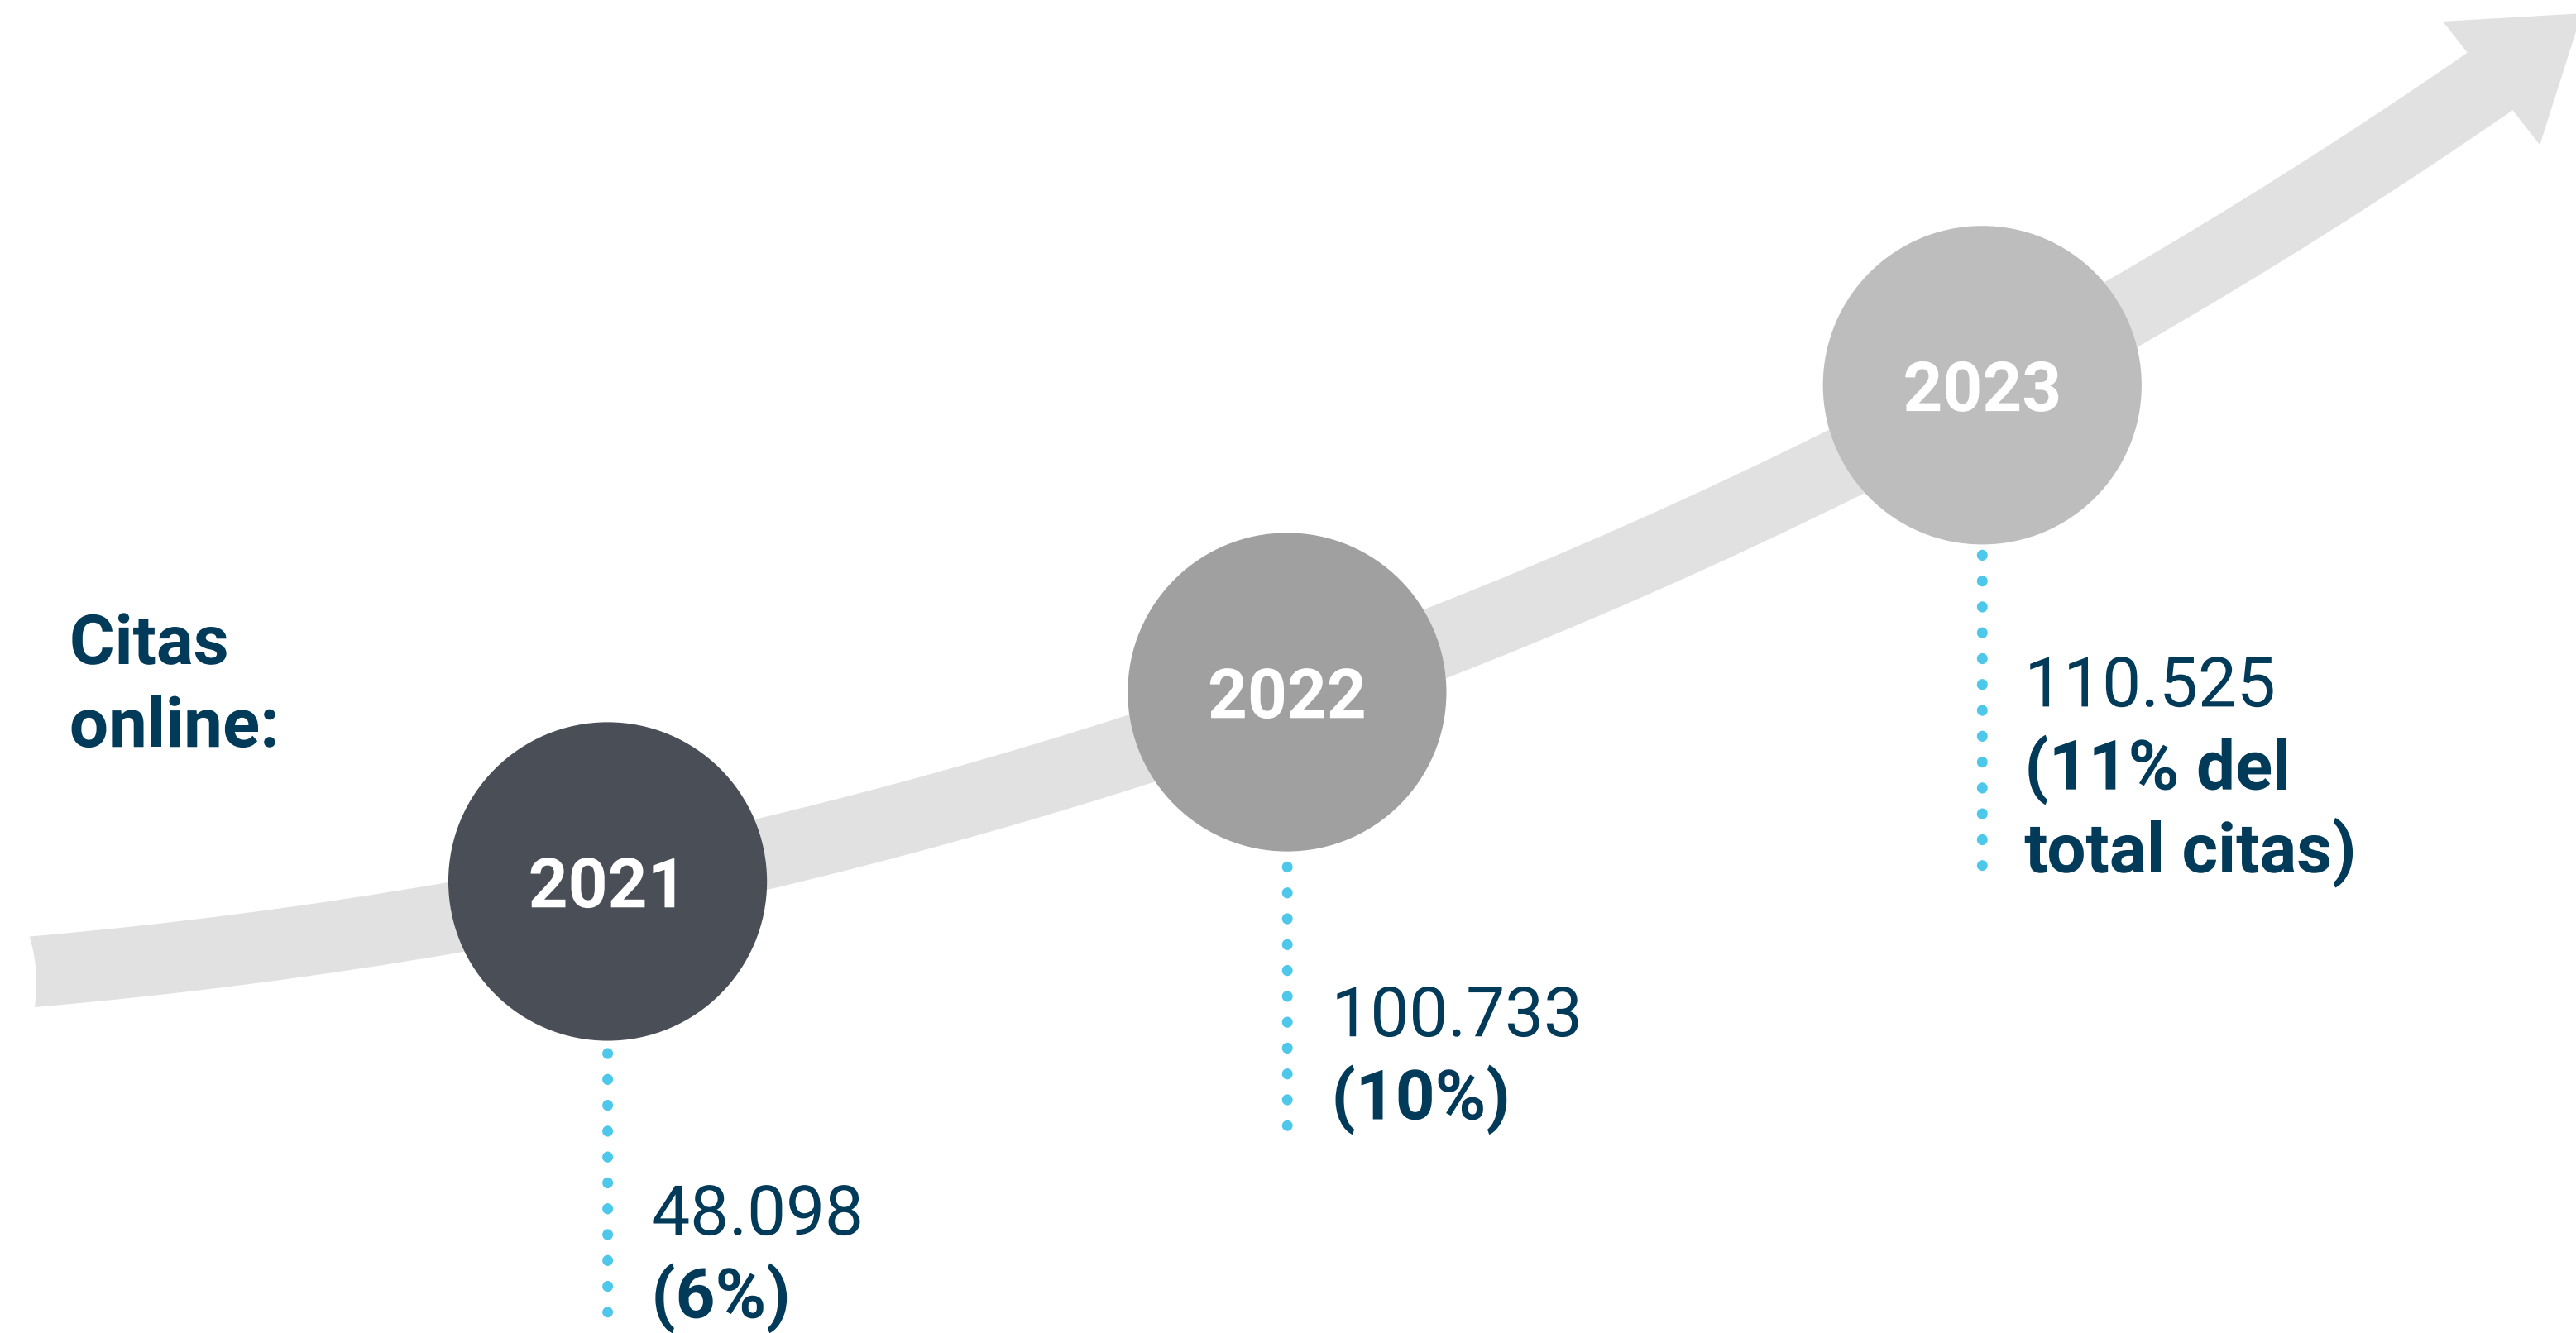 Citas
online:
2021
48.098
(6%)
2022
100.733
(10%)
2023
110.525
(11% del
total citas)